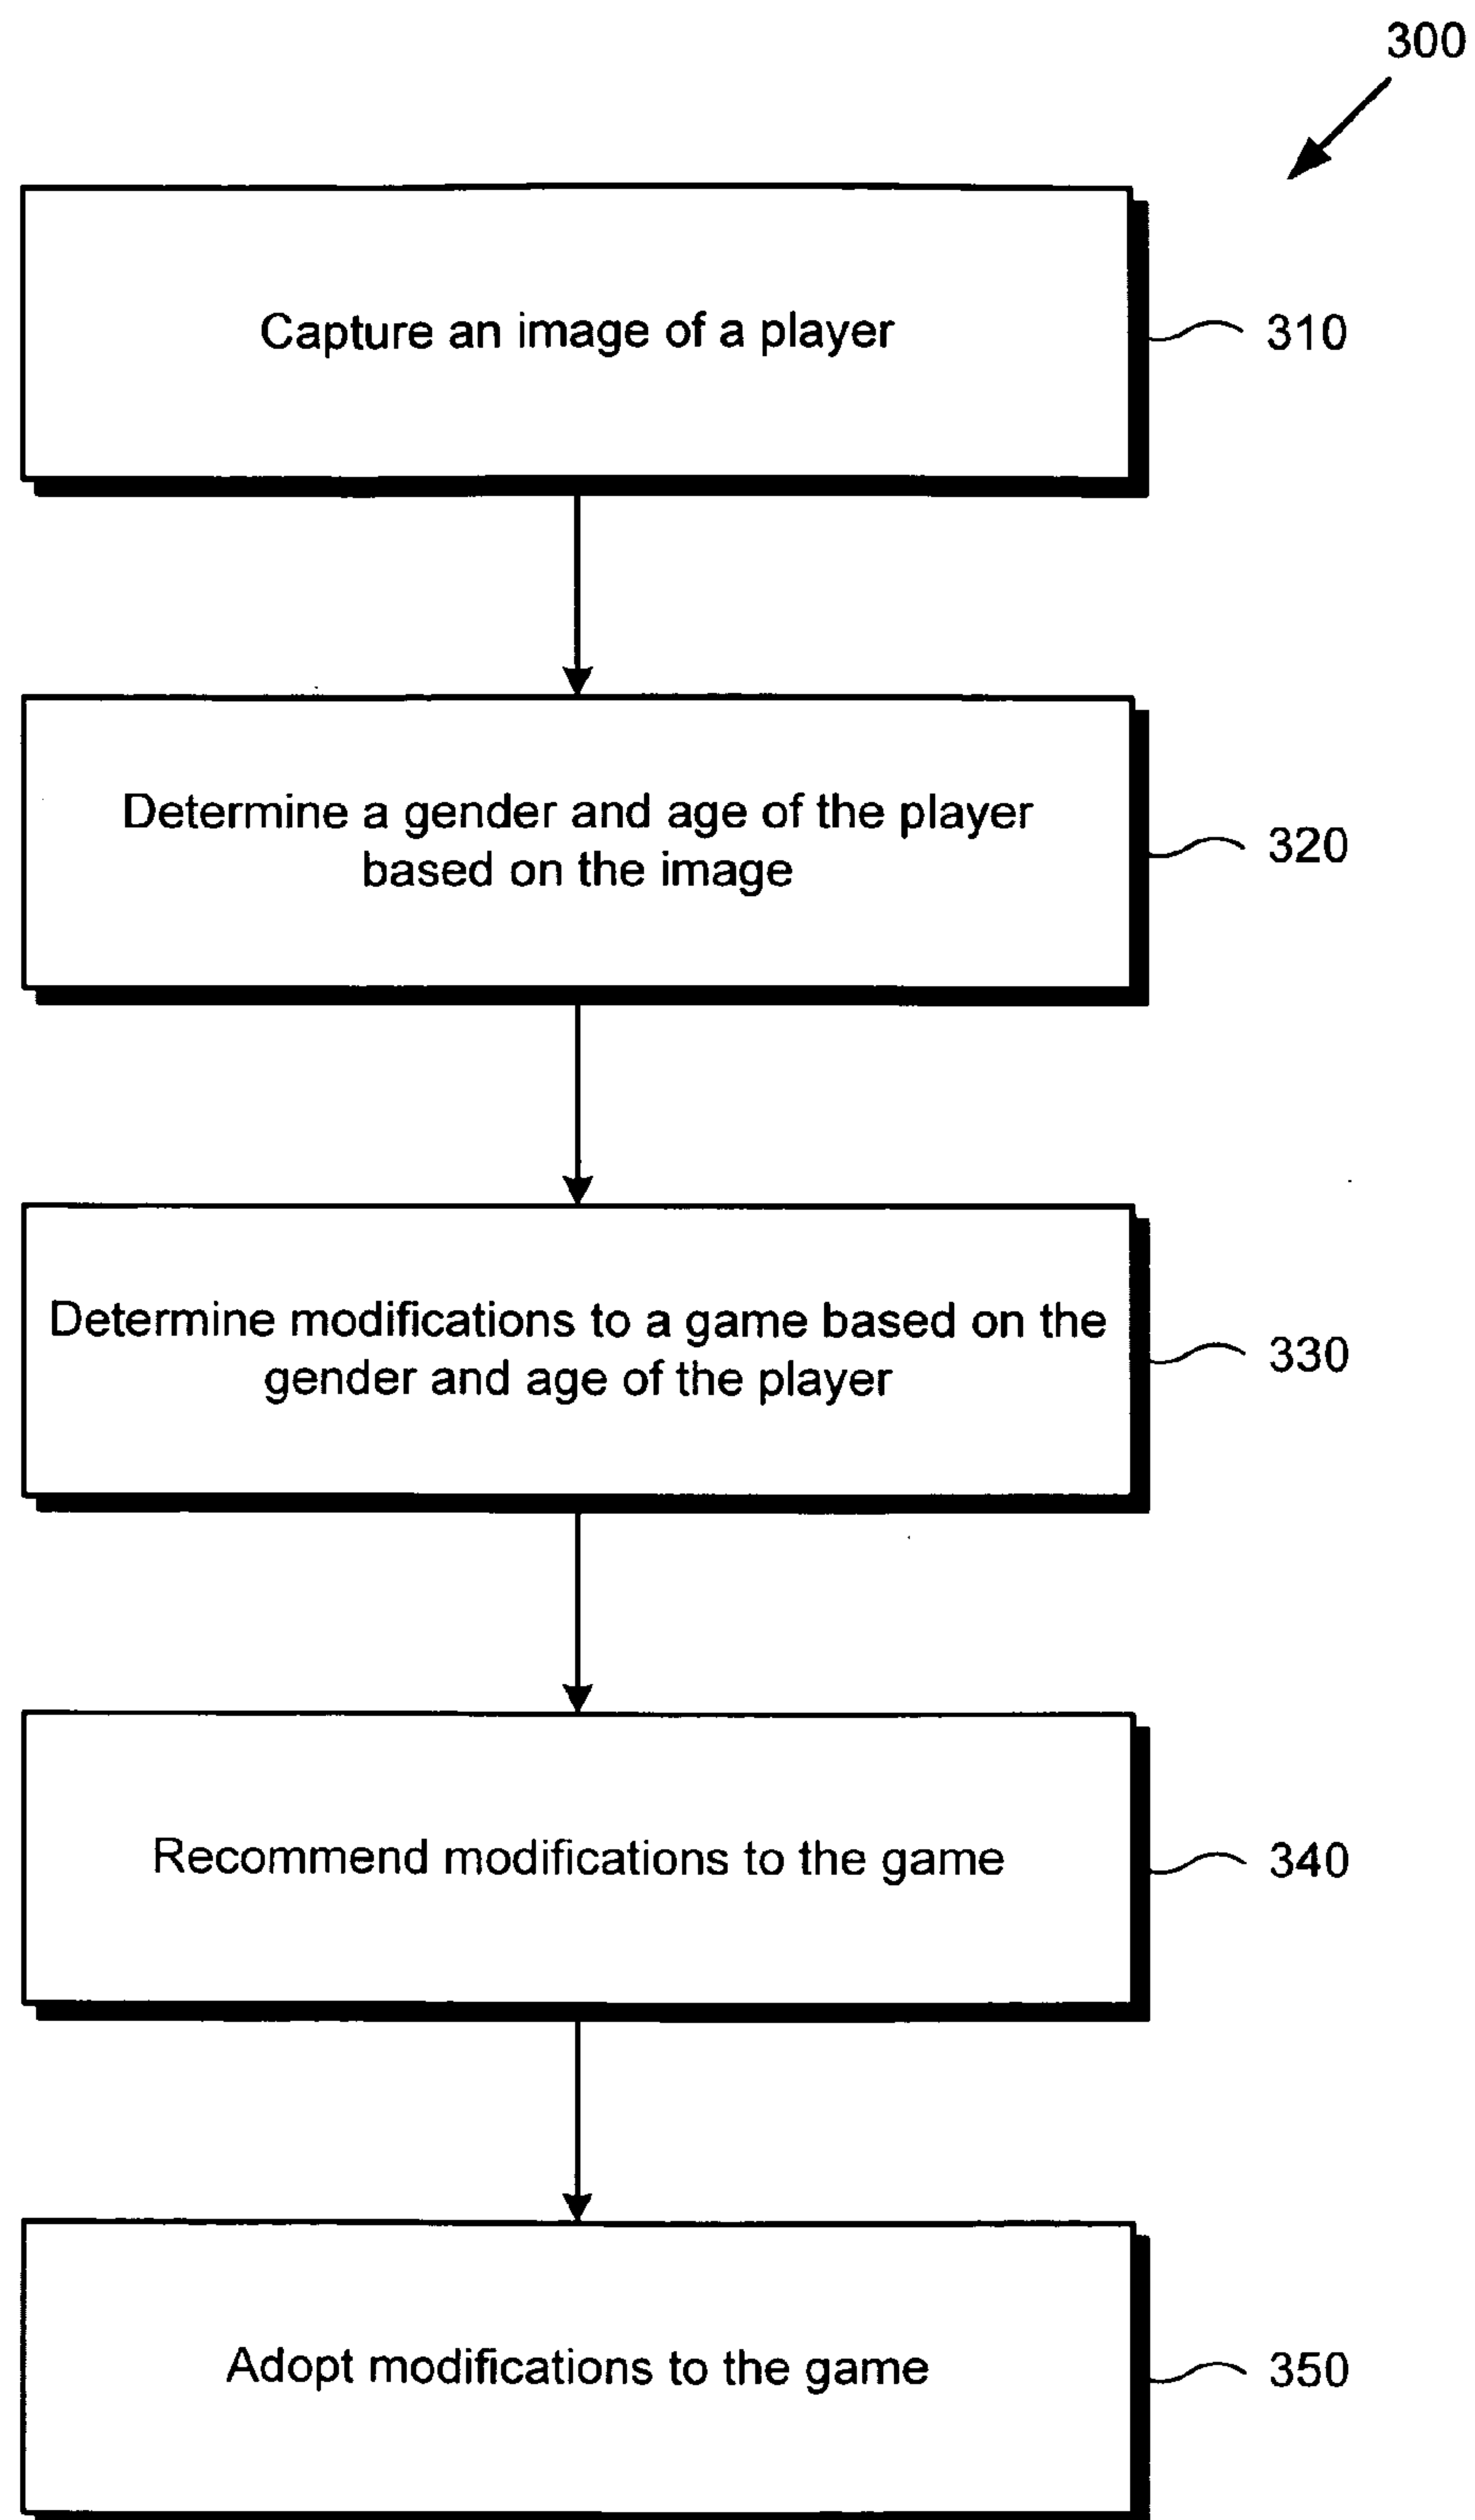 300
Capture an image of a player
310
Determine a gender and age of the player
based on the image
320
Determine modifications to a game based on the
gender and age of the player
330
Recommend modifications to the game
340
Adopt modifications to the game
350